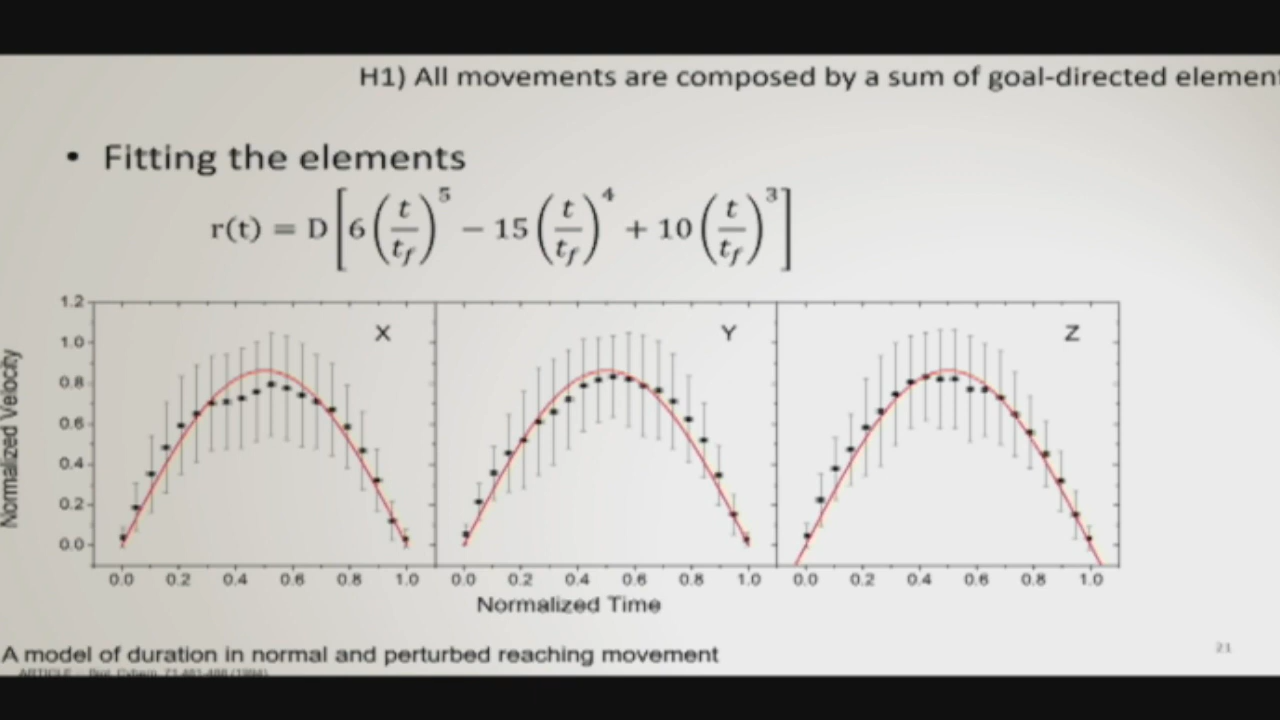 H1) All movements are composed by a sum of goal-directed element
• Fitting the elements
r(t) = D[6(t/t_f)^5 − 15(t/t_f)^4 + 10(t/t_f)^3]
1.2
1.0
0.8
0.6
0.4
0.2
0.0
Normalized Velocity
X
Y
Z
0.0 0.2 0.4 0.6 0.8 1.0 0.0 0.2 0.4 0.6 0.8 1.0 0.0 0.2 0.4 0.6 0.8 1.0
Normalized Time
A model of duration in normal and perturbed reaching movement
21